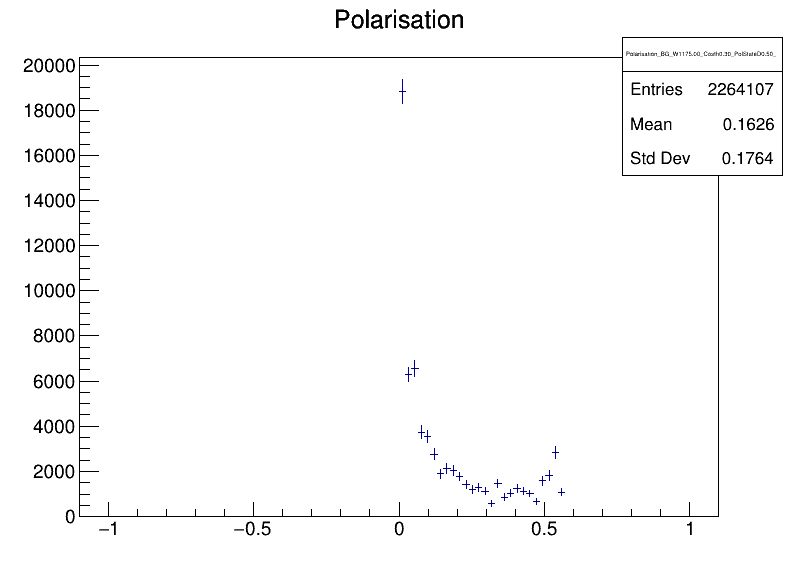 Polarisation
Polarisation_BG_W1175.00_Costh0.30_PolStateD0.50_
Entries 2264107
Mean 0.1626
Std Dev 0.1764
20000
18000
16000
14000
12000
10000
8000
6000
4000
2000
0
−1 −0.5 0 0.5 1